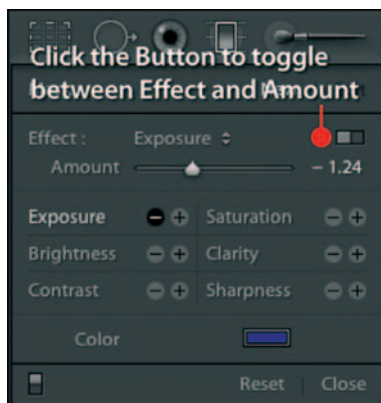 Click the Button to toggle
between Effect and Amount
Effect : Exposure
Amount – 1.24
Exposure Saturation
Brightness Clarity
Contrast Sharpness
Color
Reset Close